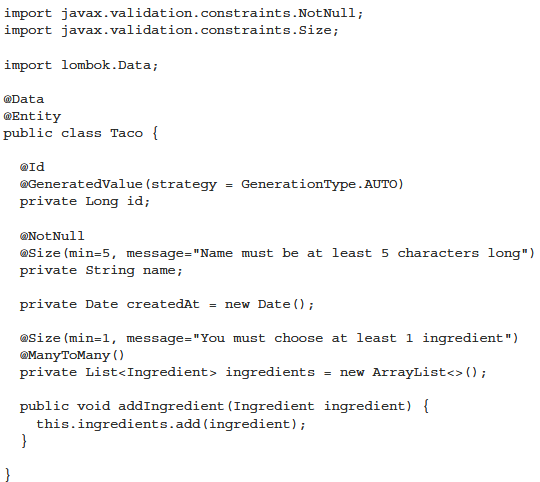 import javax.validation.constraints.NotNull;
import javax.validation.constraints.Size;

import lombok.Data;

@Data
@Entity
public class Taco {

  @Id
  @GeneratedValue(strategy = GenerationType.AUTO)
  private Long id;

  @NotNull
  @Size(min=5, message="Name must be at least 5 characters long")
  private String name;

  private Date createdAt = new Date();

  @Size(min=1, message="You must choose at least 1 ingredient")
  @ManyToMany()
  private List<Ingredient> ingredients = new ArrayList<>();

  public void addIngredient(Ingredient ingredient) {
    this.ingredients.add(ingredient);
  }

}